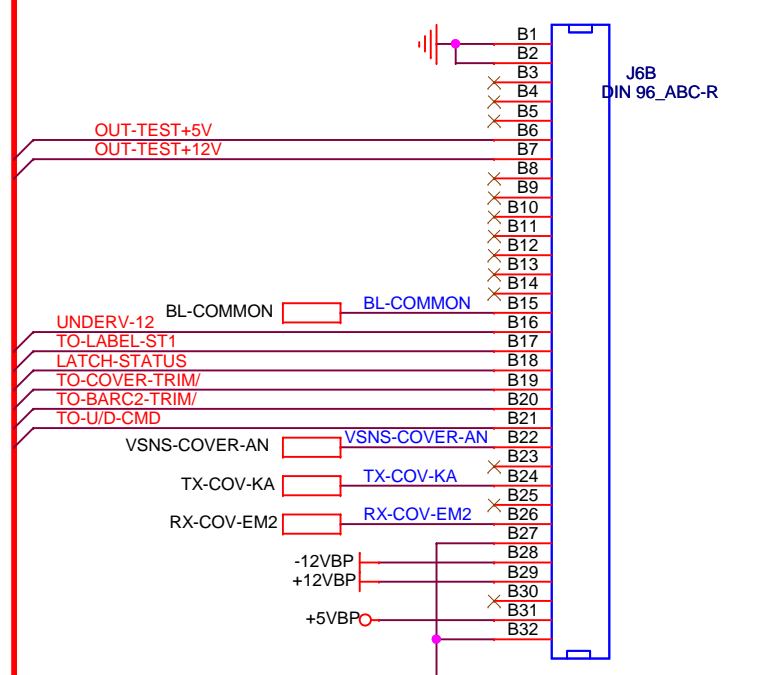 B1
B2
B3
J6B
B4
DIN 96_ABC-R
B5
OUT-TEST+5V
B6
OUT-TEST+12V
B7
B8
B9
B10
B11
B12
B13
B14
BL-COMMON
BL-COMMON
B15
UNDERV-12
B16
TO-LABEL-ST1
B17
LATCH-STATUS
B18
TO-COVER-TRIM/
B19
TO-BARC2-TRIM/
B20
TO-U/D-CMD
B21
VSNS-COVER-AN
VSNS-COVER-AN
B22
B23
TX-COV-KA
TX-COV-KA
B24
B25
RX-COV-EM2
RX-COV-EM2
B26
B27
-12VBP
B28
+12VBP
B29
B30
+5VBP
B31
B32